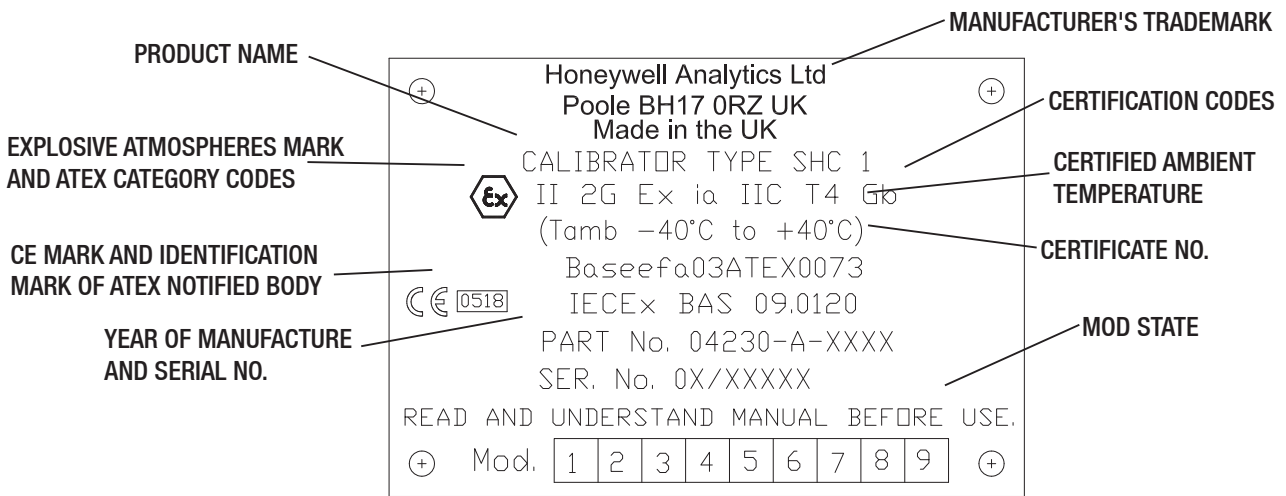 MANUFACTURER'S TRADEMARK
PRODUCT NAME
Honeywell Analytics Ltd
Poole BH17 0RZ UK
Made in the UK
CERTIFICATION CODES
EXPLOSIVE ATMOSPHERES MARK
AND ATEX CATEGORY CODES
CALIBRATOR TYPE SHC 1
CERTIFIED AMBIENT
TEMPERATURE
Ex II 2G Ex ia IIC T4 Gb
(Tamb -40°C to +40°C)
CERTIFICATE NO.
CE MARK AND IDENTIFICATION
MARK OF ATEX NOTIFIED BODY
Baseefa03ATEX0073
CE 0518 IECEx BAS 09.0120
YEAR OF MANUFACTURE
AND SERIAL NO.
MOD STATE
PART No. 04230-A-XXXX
SER. No. 0X/XXXXX
READ AND UNDERSTAND MANUAL BEFORE USE.
Mod. 1 2 3 4 5 6 7 8 9